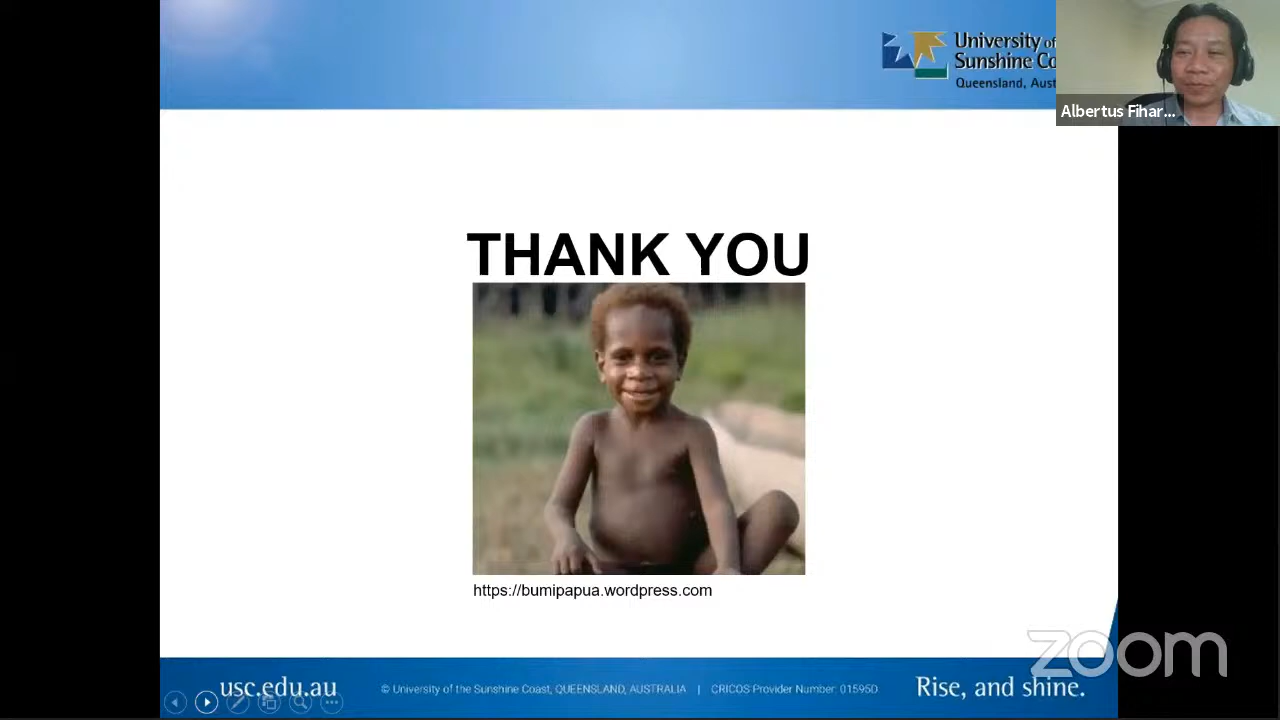 University of
Sunshine Co
Queensland, Aust
Albertus Fihar...
THANK YOU
https://bumipapua.wordpress.com
zoom
usc.edu.au
© University of the Sunshine Coast, QUEENSLAND, AUSTRALIA | CRICOS Provider Number: 01595D
Rise, and shine.